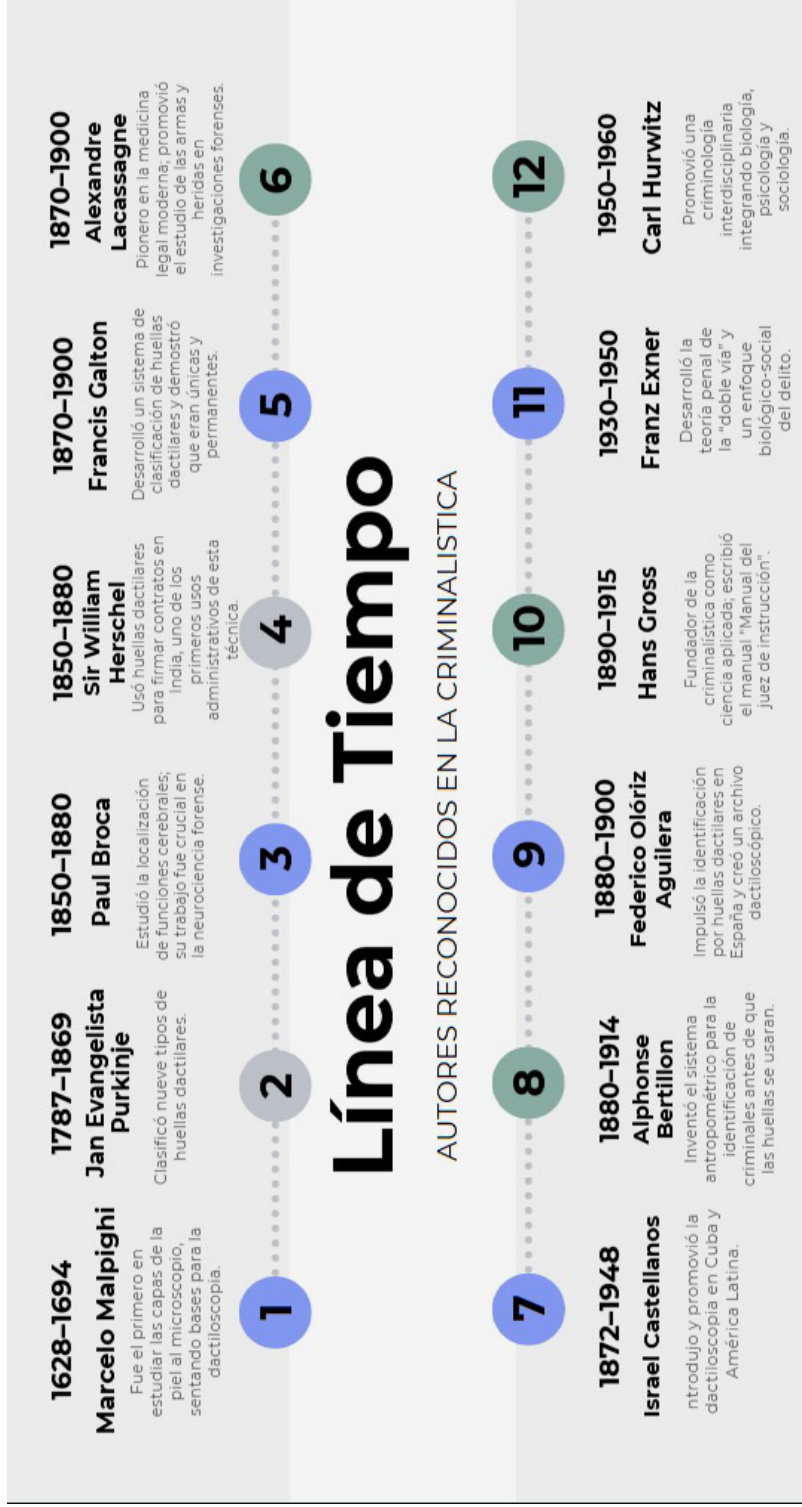 1628–1694
Marcelo Malpighi
Fue el primero en
estudiar las capas de la
piel al microscopio,
sentando bases para la
dactiloscopia.
1
1787–1869
Jan Evangelista
Purkinje
Clasificó nueve tipos de
huellas dactilares.
2
1850–1880
Paul Broca
Estudió la localización
de funciones cerebrales;
su trabajo fue crucial en
la neurociencia forense.
3
1850–1880
Sir William
Herschel
Usó huellas dactilares
para firmar contratos en
India, uno de los
primeros usos
administrativos de esta
técnica.
4
1870–1900
Francis Galton
Desarrolló un sistema de
clasificación de huellas
dactilares y demostró
que eran únicas y
permanentes.
5
1870–1900
Alexandre
Lacassagne
Pionero en la medicina
legal moderna; promovió
el estudio de las armas y
heridas en
investigaciones forenses.
6
Línea de Tiempo
AUTORES RECONOCIDOS EN LA CRIMINALISTICA
7
1872–1948
Israel Castellanos
ntrodujo y promovió la
dactiloscopia en Cuba y
América Latina.
8
1880–1914
Alphonse
Bertillon
Inventó el sistema
antropométrico para la
identificación de
criminales antes de que
las huellas se usaran.
9
1880–1900
Federico Olóriz
Aguilera
Impulsó la identificación
por huellas dactilares en
España y creó un archivo
dactiloscópico.
10
1890–1915
Hans Gross
Fundador de la
criminalística como
ciencia aplicada; escribió
el manual "Manual del
juez de instrucción".
11
1930–1950
Franz Exner
Desarrolló la
teoría penal de
la "doble vía" y
un enfoque
biológico-social
del delito.
12
1950–1960
Carl Hurwitz
Promovió una
criminología
interdisciplinaria
integrando biología,
psicología y
sociología.